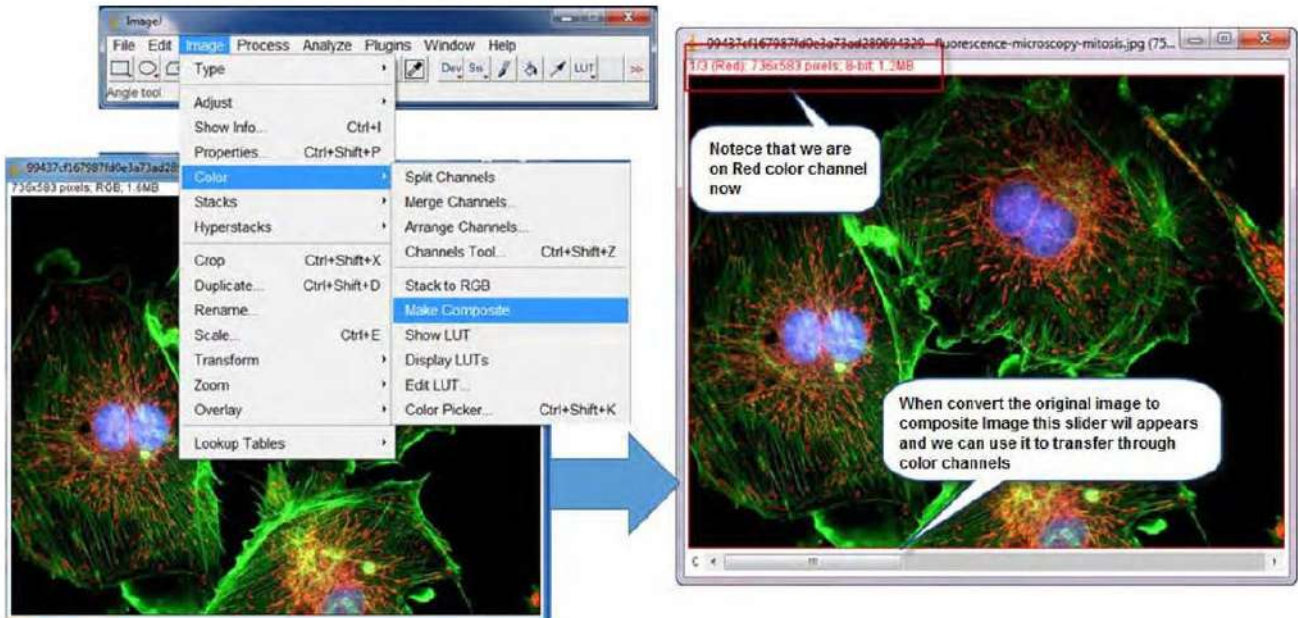 ImageJ
File Edit Image Process Analyze Plugins Window Help
Dev Stk LUT >>
Angle tool
Type
Adjust
Show Info... Ctrl+I
Properties... Ctrl+Shift+P
Color
Stacks
Hyperstacks
Crop Ctrl+Shift+X
Duplicate... Ctrl+Shift+D
Rename...
Scale... Ctrl+E
Transform
Zoom
Overlay
Lookup Tables
Split Channels
Merge Channels...
Arrange Channels...
Channels Tool... Ctrl+Shift+Z
Stack to RGB
Make Composite
Show LUT
Display LUTs
Edit LUT...
Color Picker... Ctrl+Shift+K
99437cf167987fd0e3a73ad28
736x583 pixels; RGB; 1.6MB
99437cf167987fd0e3a73ad289694329--fluorescence-microscopy-mitosis.jpg (75...
1/3 (Red); 736x583 pixels; 8-bit; 1.2MB
Notece that we are
on Red color channel
now
When convert the original image to
composite Image this slider wil appears
and we can use it to transfer through
color channels
C